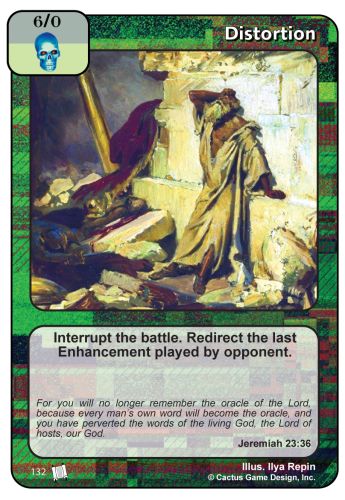 6/0
Distortion
Interrupt the battle. Redirect the last
Enhancement played by opponent.
For you will no longer remember the oracle of the Lord,
because every man's own word will become the oracle, and
you have perverted the words of the living God, the Lord of
hosts, our God.
Jeremiah 23:36
132
Illus. Ilya Repin
© Cactus Game Design, Inc.